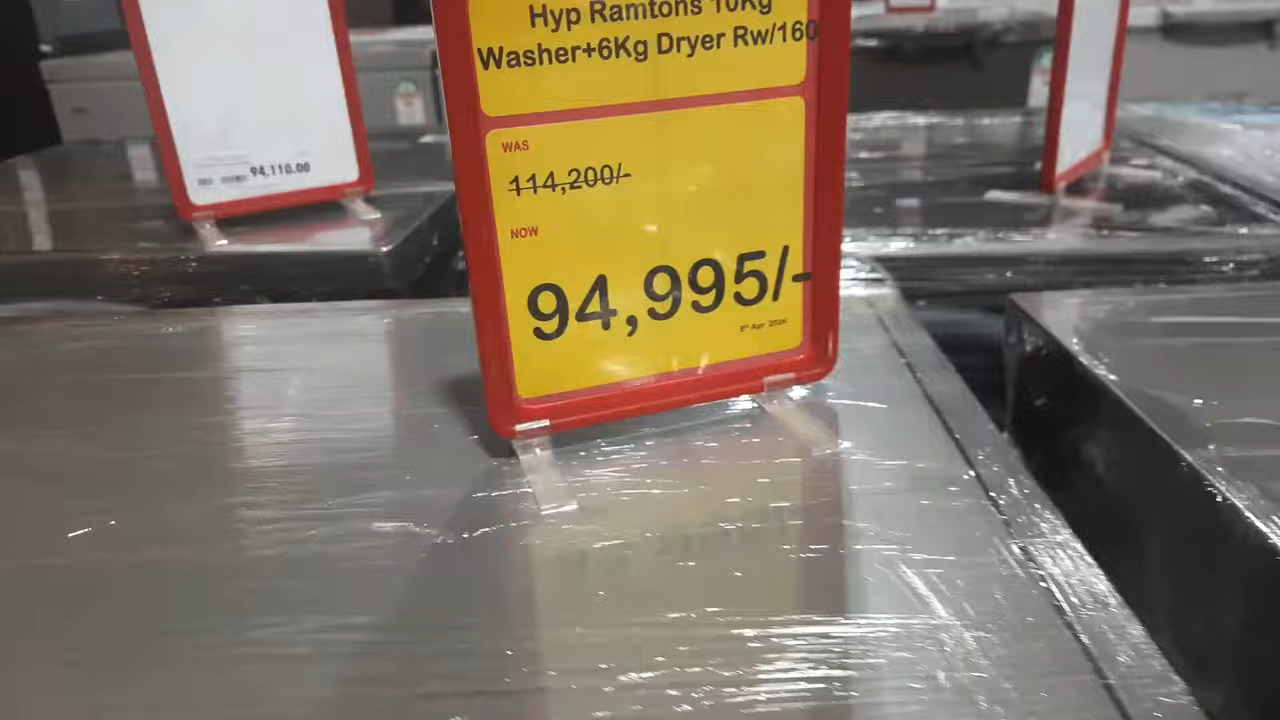 Hyp Ramtons 10Kg
Washer+6Kg Dryer Rw/160
WAS
114,200/-
NOW
94,995/-
94,110.00